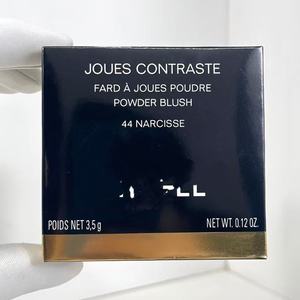 JOUES CONTRASTE
FARD À JOUES POUDRE
POWDER BLUSH
44 NARCISSE
POIDS NET 3,5 g
NET WT. 0.12 OZ.